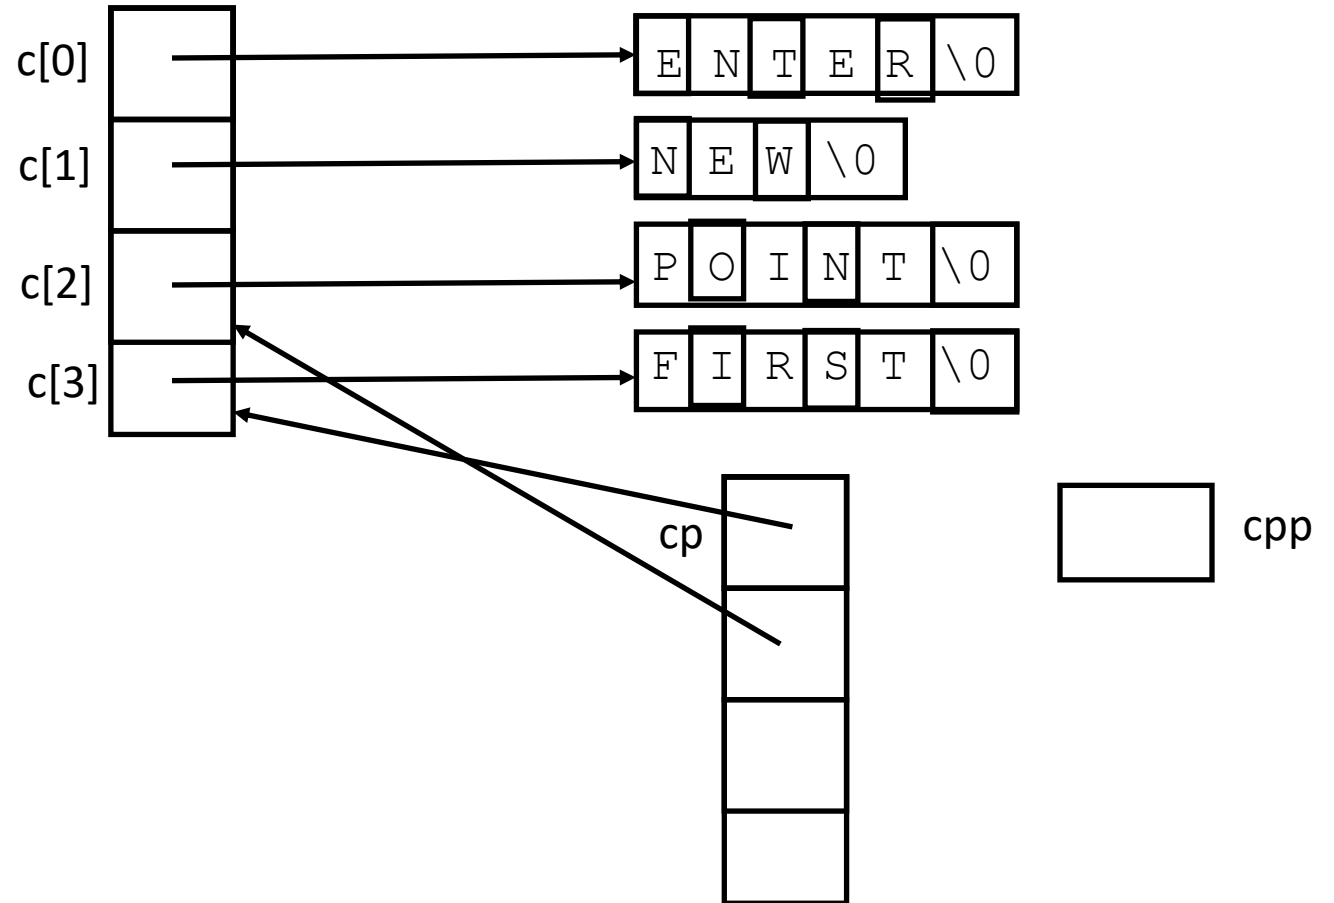 c[0] E N T E R \0
c[1] N E W \0
c[2] P O I N T \0
c[3] F I R S T \0
cp
cpp